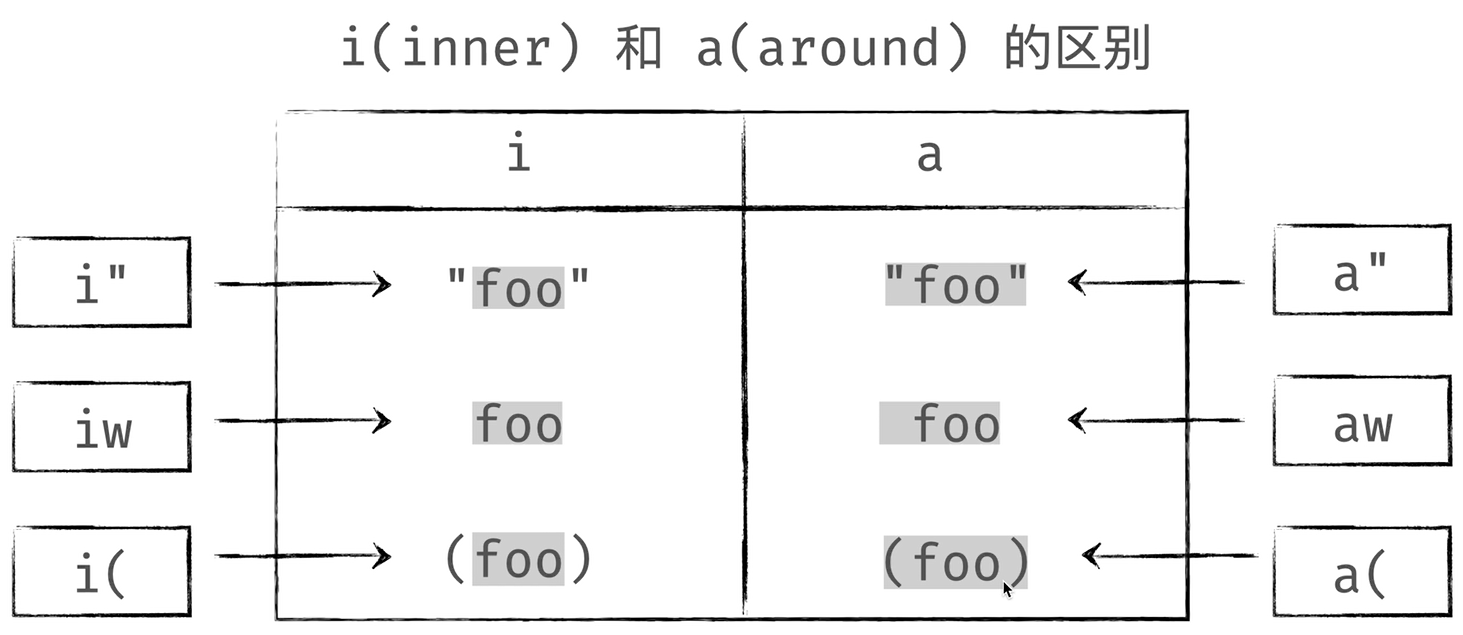 i(inner) 和 a(around) 的区别
i a
i" "foo" "foo" a"
iw foo foo aw
i( (foo) (foo) a(